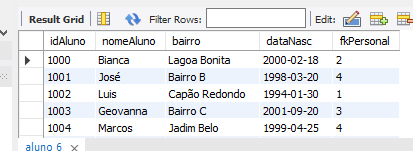 Result Grid Filter Rows: Edit:
idAluno nomeAluno bairro dataNasc fkPersonal
1000 Bianca Lagoa Bonita 2000-02-18 2
1001 José Bairro B 1998-03-20 4
1002 Luis Capão Redondo 1994-01-30 1
1003 Geovanna Bairro C 2001-09-20 3
1004 Marcos Jadim Belo 1999-04-25 4
aluno 6